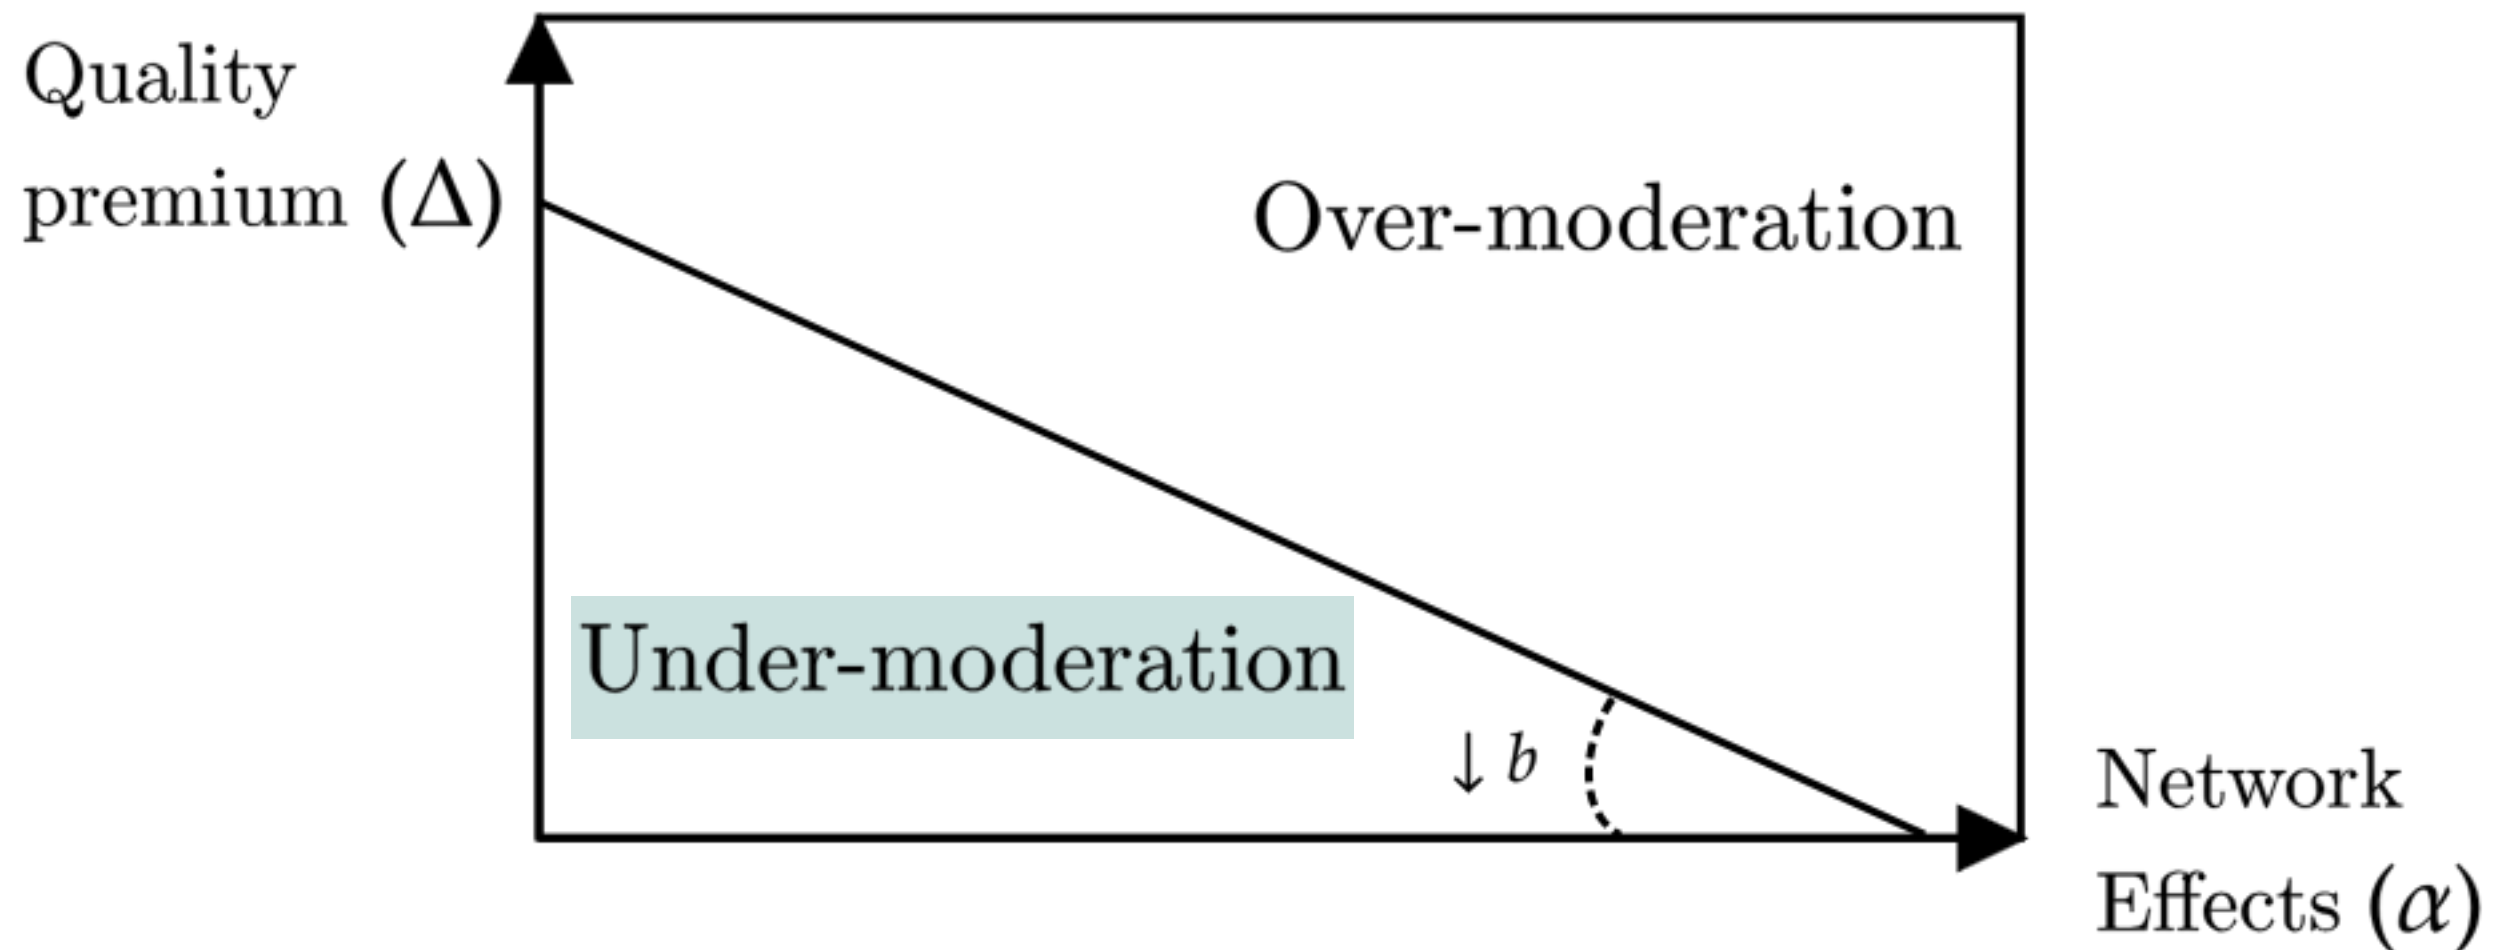 Quality
premium (Δ)
Over-moderation
Under-moderation
↓ b
Network
Effects (α)